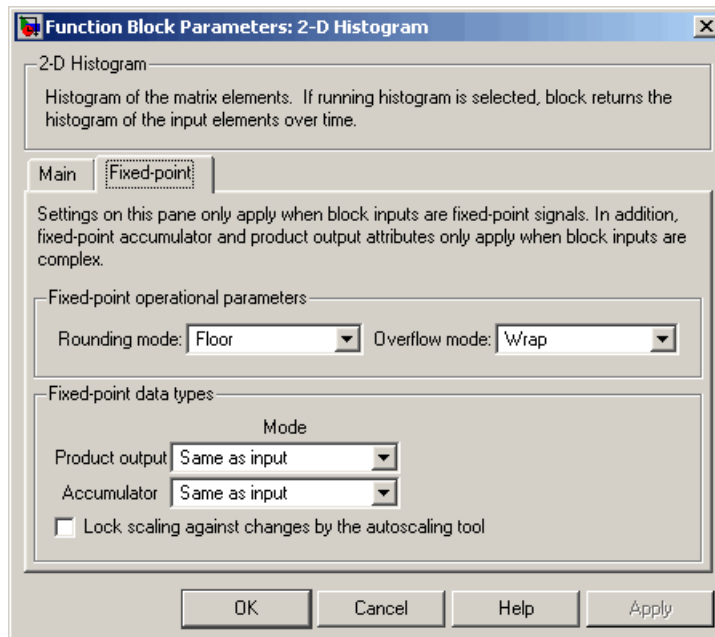 Function Block Parameters: 2-D Histogram
2-D Histogram
Histogram of the matrix elements.  If running histogram is selected, block returns the
histogram of the input elements over time.
Main Fixed-point
Settings on this pane only apply when block inputs are fixed-point signals. In addition,
fixed-point accumulator and product output attributes only apply when block inputs are
complex.
Fixed-point operational parameters
Rounding mode: Floor Overflow mode: Wrap
Fixed-point data types
Mode
Product output Same as input
Accumulator Same as input
Lock scaling against changes by the autoscaling tool
OK Cancel Help Apply